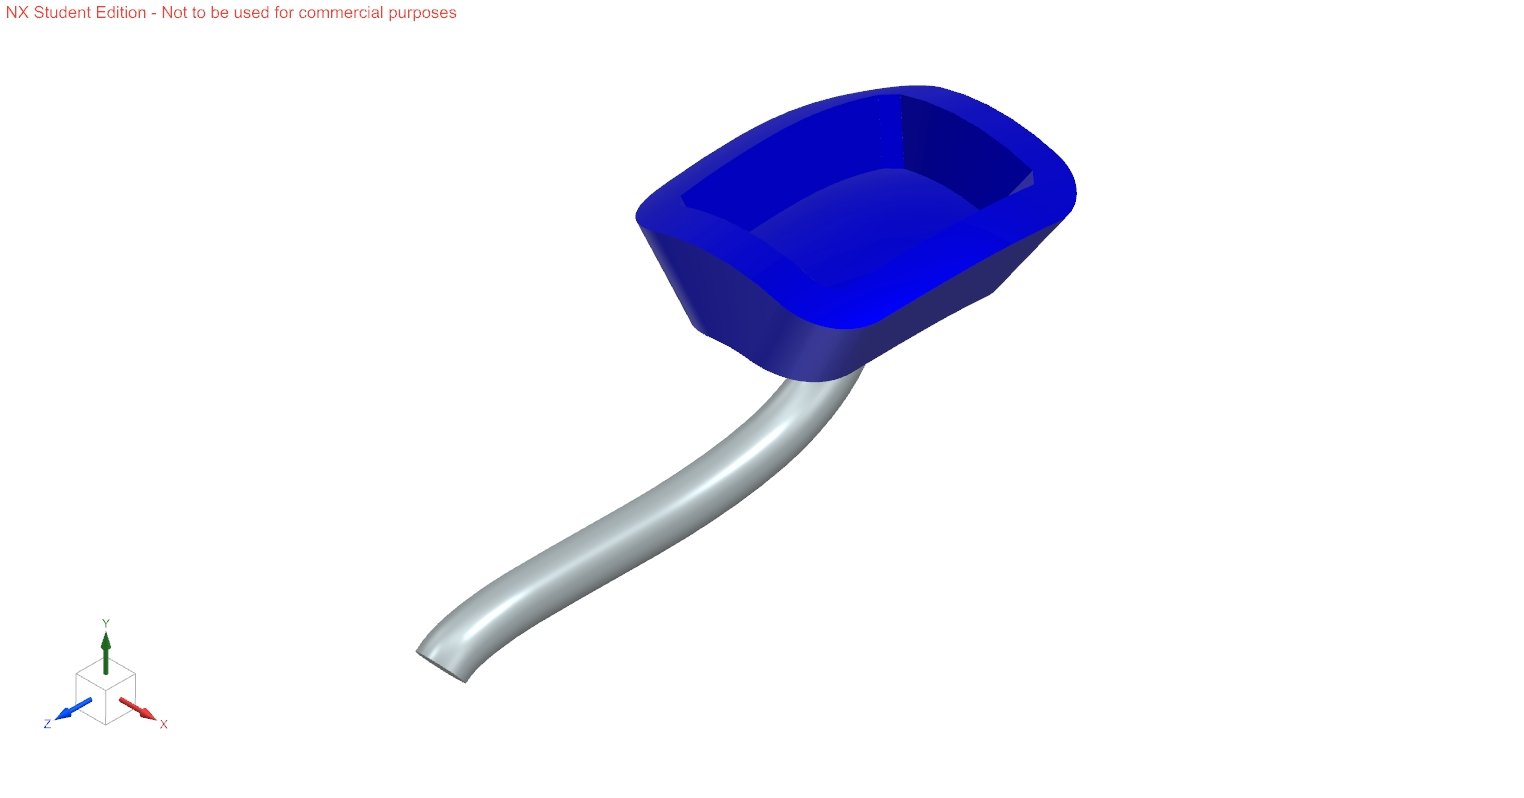 NX Student Edition - Not to be used for commercial purposes
Y
Z
X